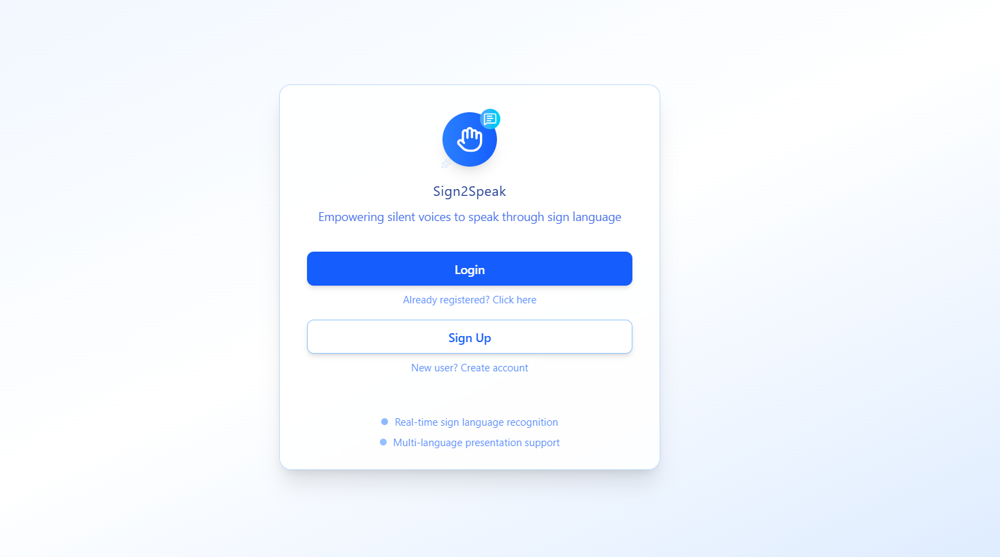 Sign2Speak
Empowering silent voices to speak through sign language
Login
Already registered? Click here
Sign Up
New user? Create account
Real-time sign language recognition
Multi-language presentation support